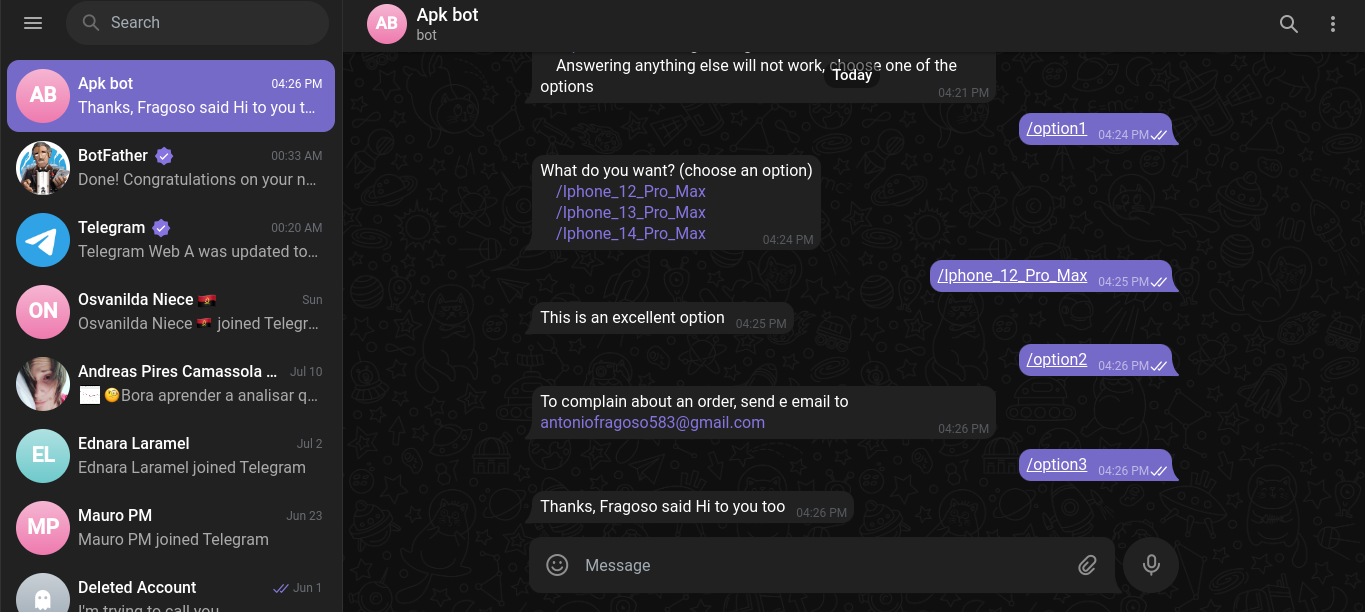 Search
AB
Apk bot
04:26 PM
Thanks, Fragoso said Hi to you t...
BotFather
00:33 AM
Done! Congratulations on your n...
Telegram
00:20 AM
Telegram Web A was updated to...
ON
Osvanilda Niece 🇦🇴
Sun
Osvanilda Niece 🇦🇴 joined Telegr...
Andreas Pires Camassola ...
Jul 10
Bora aprender a analisar q...
EL
Ednara Laramel
Jul 2
Ednara Laramel joined Telegram
MP
Mauro PM
Jun 23
Mauro PM joined Telegram
Deleted Account
Jun 1
I'm trying to call you
AB
Apk bot
bot
Today
Answering anything else will not work, choose one of the
options
04:21 PM
/option1 04:24 PM
What do you want? (choose an option)
/Iphone_12_Pro_Max
/Iphone_13_Pro_Max
/Iphone_14_Pro_Max
04:24 PM
/Iphone_12_Pro_Max 04:25 PM
This is an excellent option 04:25 PM
/option2 04:26 PM
To complain about an order, send e email to
antoniofragoso583@gmail.com
04:26 PM
/option3 04:26 PM
Thanks, Fragoso said Hi to you too 04:26 PM
Message